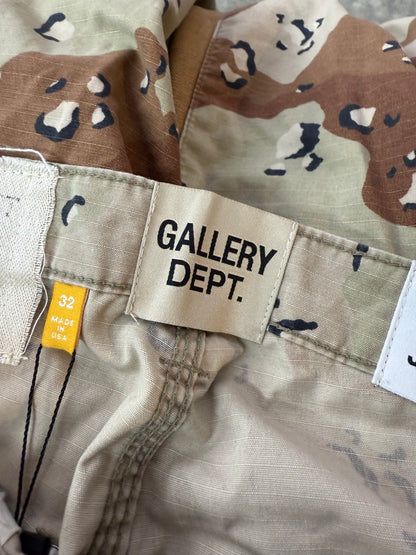 GALLERY
DEPT.
32
MADE
IN
USA